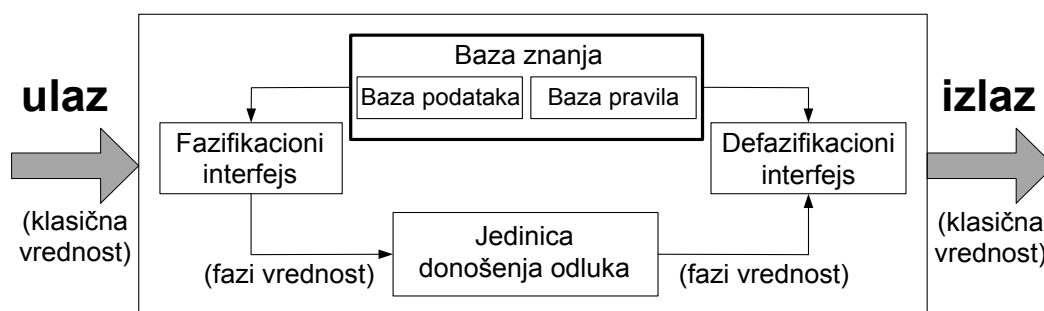 Baza znanja
Baza podataka
Baza pravila
ulaz
izlaz
Fazifikacioni
interfejs
Defazifikacioni
interfejs
(klasična
vrednost)
(klasična
vrednost)
Jedinica
donošenja odluka
(fazi vrednost)
(fazi vrednost)